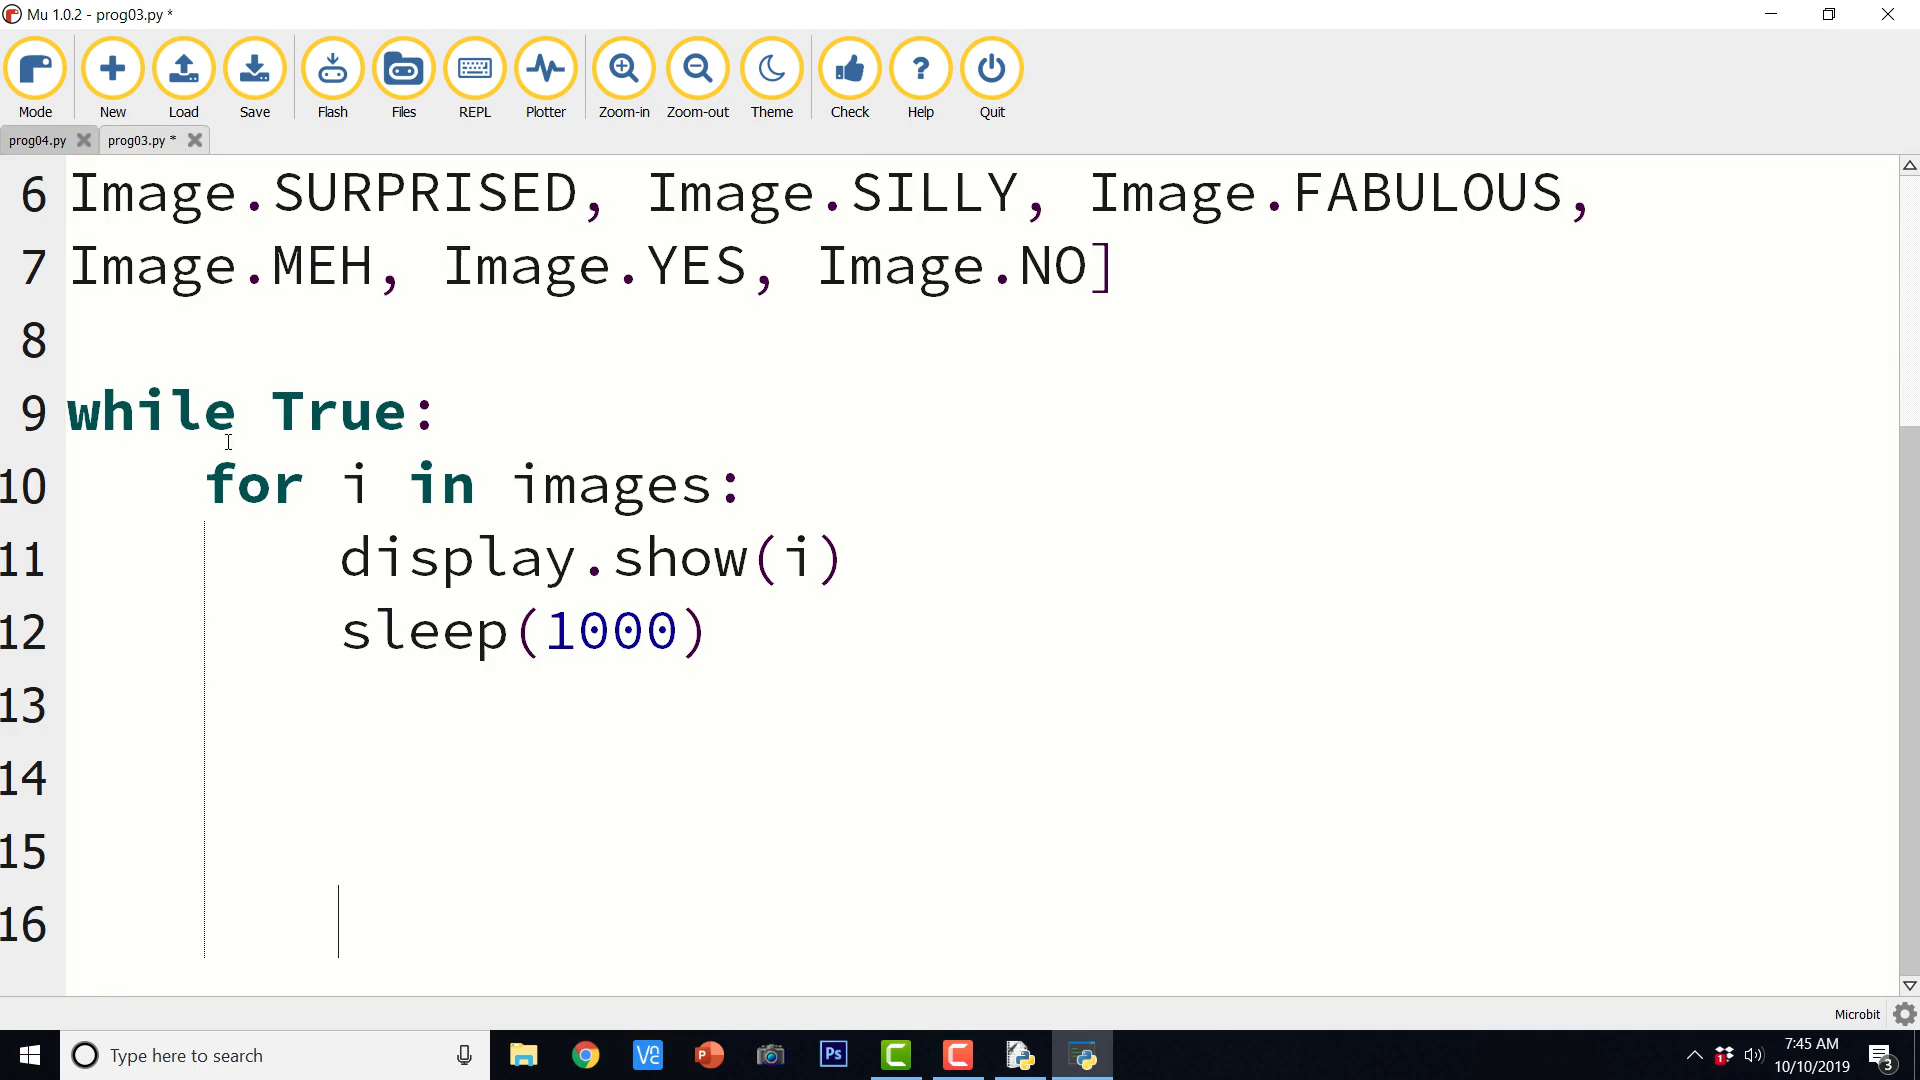 Mu 1.0.2 - prog03.py *
Mode New Load Save Flash Files REPL Plotter Zoom-in Zoom-out Theme Check Help Quit
prog04.py prog03.py *
6 Image.SURPRISED, Image.SILLY, Image.FABULOUS,
7 Image.MEH, Image.YES, Image.NO]
8
9 while True:
10 for i in images:
11 display.show(i)
12 sleep(1000)
13
14
15
16
Microbit
Type here to search
7:45 AM
10/10/2019